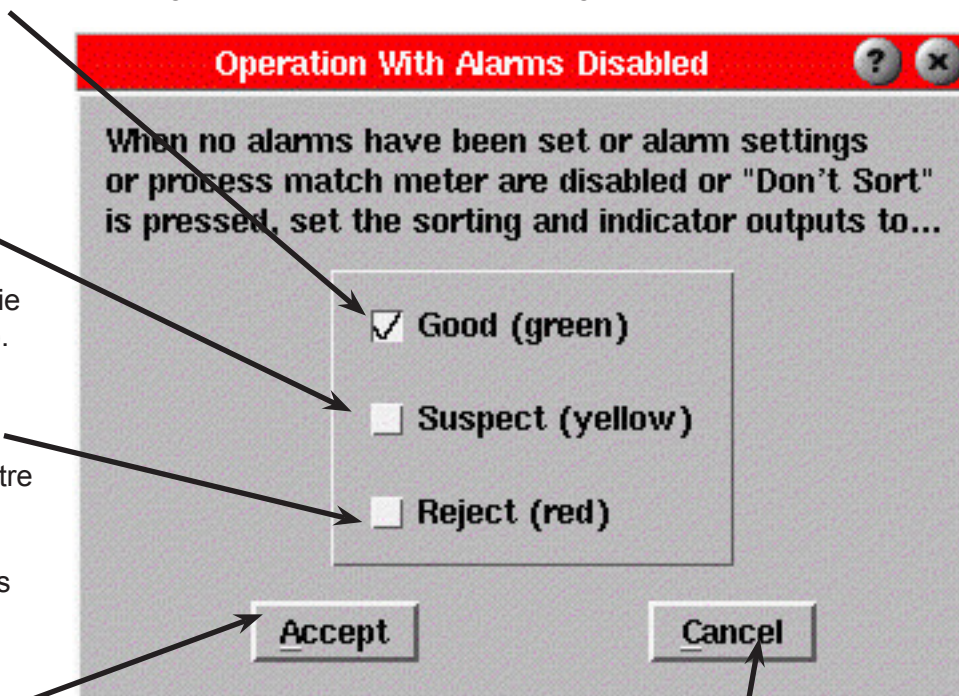 Operation With Alarms Disabled
? x
When no alarms have been set or alarm settings
or process match meter are disabled or "Don't Sort"
is pressed, set the sorting and indicator outputs to...
ie
.
Good (green)
Suspect (yellow)
tre
Reject (red)
s
Accept Cancel